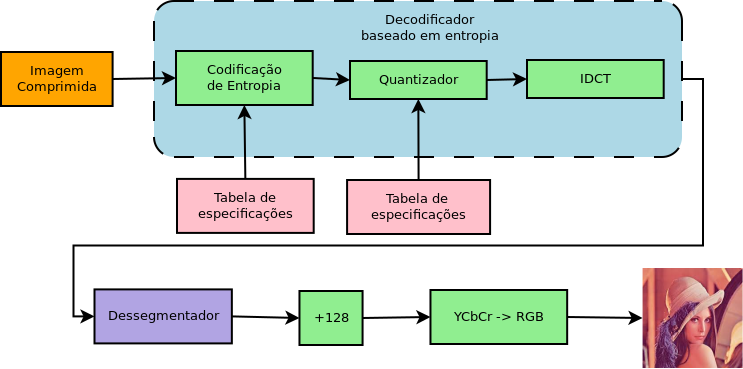 Decodificador
baseado em entropia
Imagem
Comprimida
Codificação
de Entropia
Quantizador
IDCT
Tabela de
especificações
Tabela de
especificações
Dessegmentador
+128
YCbCr -> RGB